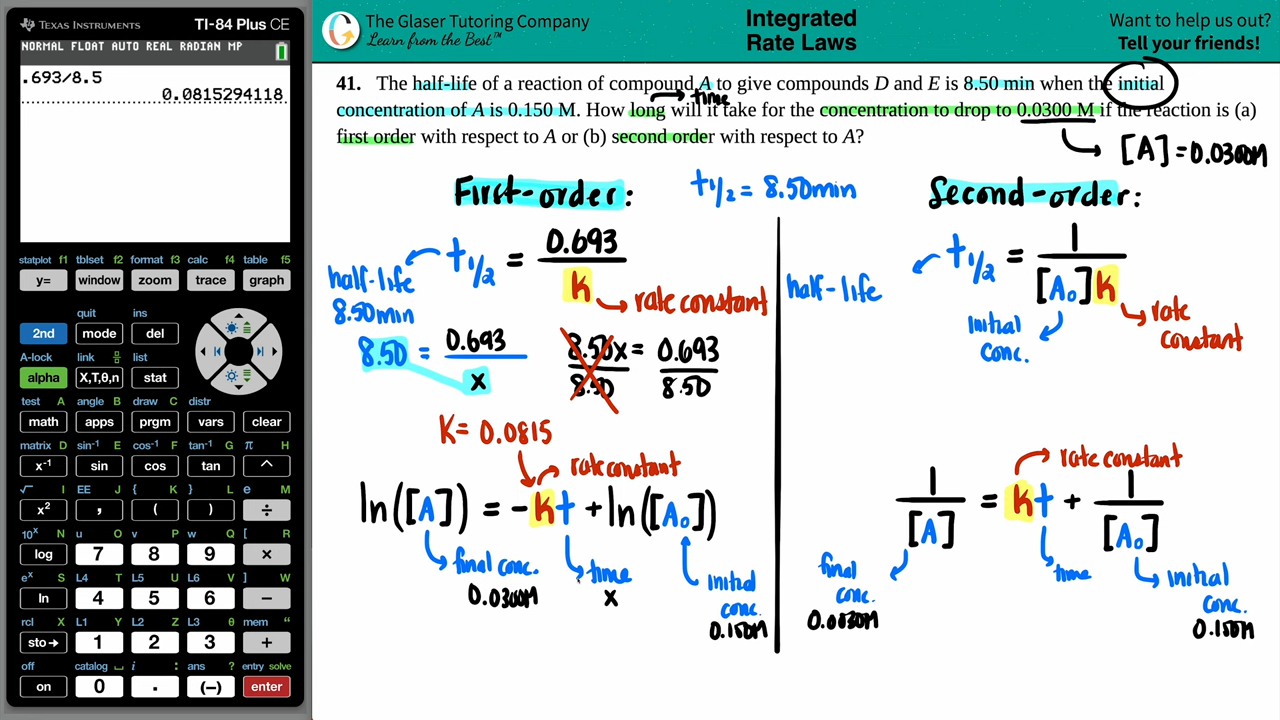 TEXAS INSTRUMENTS TI-84 Plus CE
NORMAL FLOAT AUTO REAL RADIAN MP
.693/8.5
0.0815294118
statplot f1 tblset f2 format f3 calc f4 table f5
y= window zoom trace graph
quit ins
2nd mode del
A-lock link list
alpha X,T,θ,n stat
test A angle B draw C distr
math apps prgm vars clear
matrix D sin⁻¹ E cos⁻¹ F tan⁻¹ G π H
x⁻¹ sin cos tan ^
√ I EE J { K } L e M
x² , ( ) ÷
10ˣ N u O v P w Q [ R
log 7 8 9 ×
eˣ S L4 T L5 U L6 V ] W
ln 4 5 6 −
rcl X L1 Y L2 Z L3 θ mem "
sto→ 1 2 3 +
off catalog i : ans ? entry solve
on 0 . (−) enter
The Glaser Tutoring Company
Learn from the Best™
Integrated
Rate Laws
Want to help us out?
Tell your friends!
41. The half-life of a reaction of compound A to give compounds D and E is 8.50 min when the initial
concentration of A is 0.150 M. How long will it take for the concentration to drop to 0.0300 M if the reaction is (a)
first order with respect to A or (b) second order with respect to A?
time
[A] = 0.0300M
First-order:
t1/2 = 8.50min
Second-order:
t1/2 = 0.693 / k
half-life
8.50min
rate constant
8.50 = 0.693 / x
8.50x / 8.50 = 0.693 / 8.50
K = 0.0815
rate constant
ln([A]) = -kt + ln([A₀])
final conc.
0.0300M
time
x
initial
conc.
0.150M
t1/2 = 1 / [A₀]k
half-life
initial
conc.
rate
constant
rate constant
1 / [A] = kt + 1 / [A₀]
final
conc.
0.0030M
time
initial
conc.
0.150M